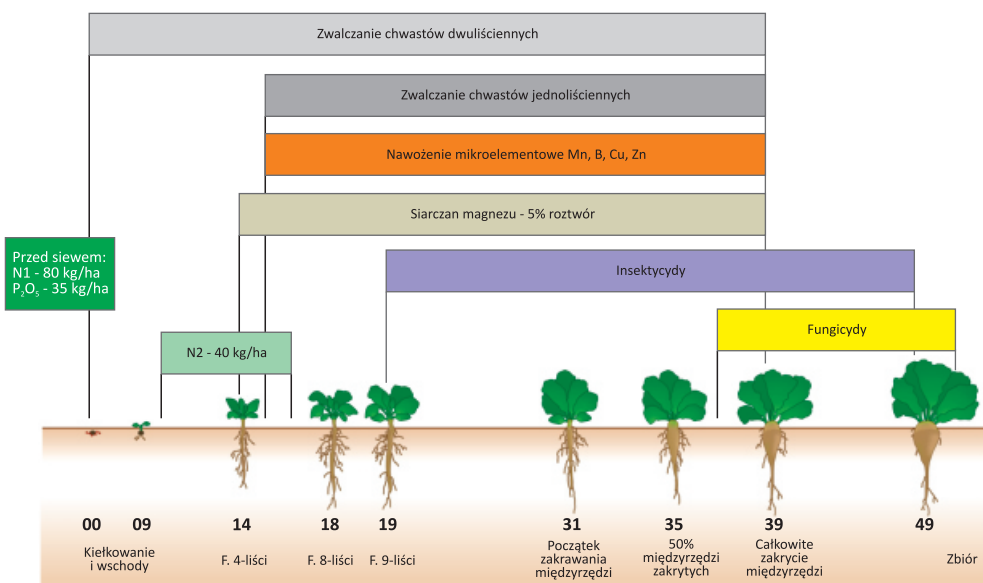 Zwalczanie chwastów dwuliściennych
Zwalczanie chwastów jednoliściennych
Nawożenie mikroelementowe Mn, B, Cu, Zn
Siarczan magnezu - 5% roztwór
Przed siewem:
N1 - 80 kg/ha
P₂O₅ - 35 kg/ha
Insektycydy
Fungicydy
N2 - 40 kg/ha
00 09 14 18 19 31 35 39 49
Kiełkowanie
i wschody
F. 4-liści
F. 8-liści
F. 9-liści
Początek
zakrawania
międzyrzędzi
50%
międzyrzędzi
zakrytych
Całkowite
zakrycie
międzyrzędzi
Zbiór